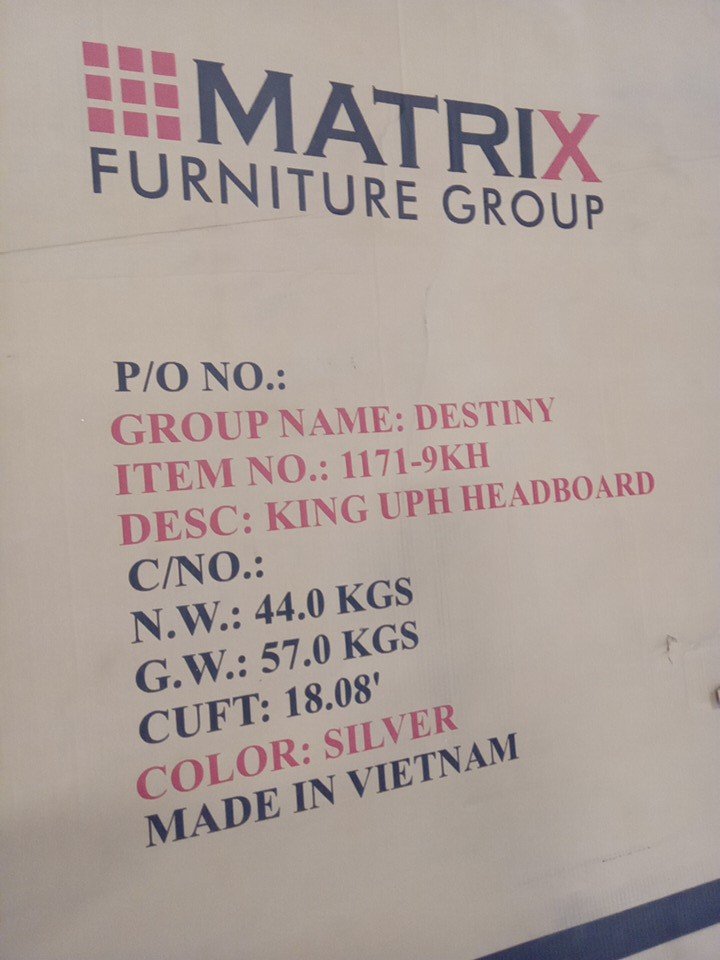 MATRIX
FURNITURE GROUP
P/O NO.:
GROUP NAME: DESTINY
ITEM NO.: 1171-9KH
DESC: KING UPH HEADBOARD
C/NO.:
N.W.: 44.0 KGS
G.W.: 57.0 KGS
CUFT: 18.08'
COLOR: SILVER
MADE IN VIETNAM